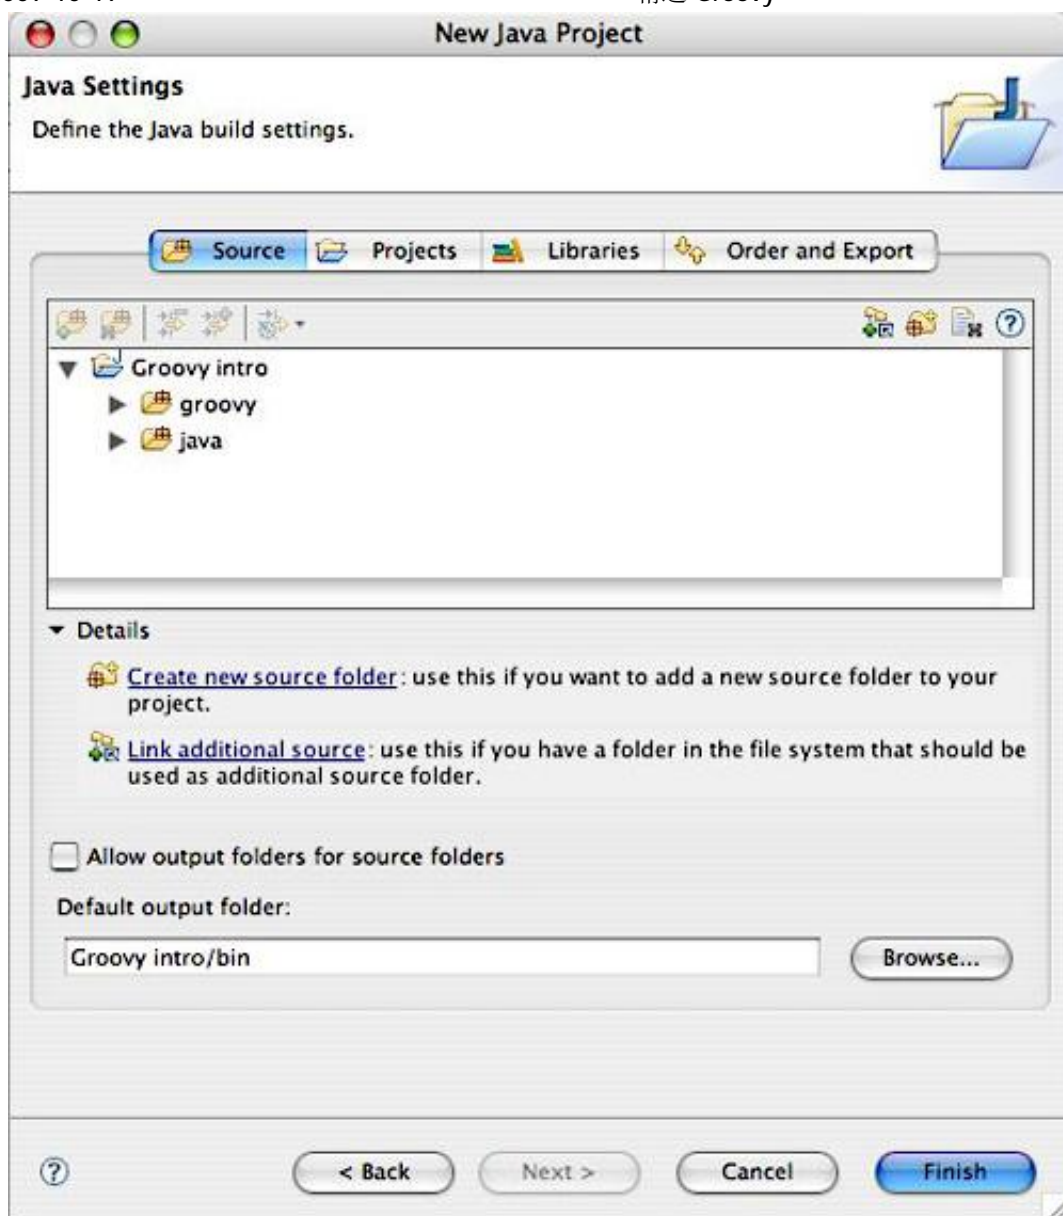 New Java Project
Java Settings
Define the Java build settings.
Source Projects Libraries Order and Export
Groovy intro
groovy
java
Details
Create new source folder: use this if you want to add a new source folder to your
project.
Link additional source: use this if you have a folder in the file system that should be
used as additional source folder.
Allow output folders for source folders
Default output folder:
Groovy intro/bin
Browse...
< Back Next > Cancel Finish